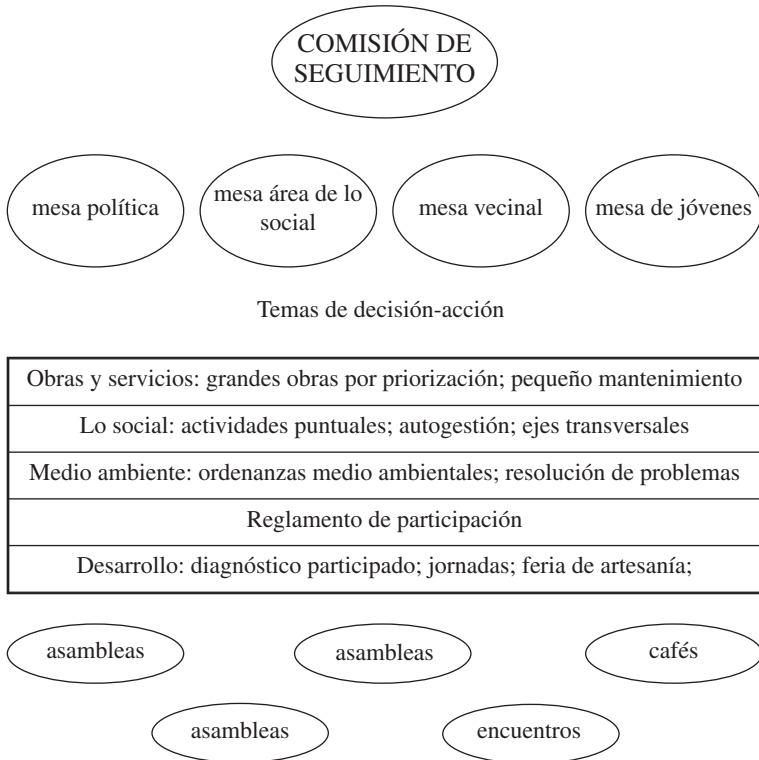 COMISIÓN DE
SEGUIMIENTO
mesa política
mesa área de lo
social
mesa vecinal
mesa de jóvenes
Temas de decisión-acción
Obras y servicios: grandes obras por priorización; pequeño mantenimiento
Lo social: actividades puntuales; autogestión; ejes transversales
Medio ambiente: ordenanzas medio ambientales; resolución de problemas
Reglamento de participación
Desarrollo: diagnóstico participado; jornadas; feria de artesanía;
asambleas
asambleas
cafés
asambleas
encuentros